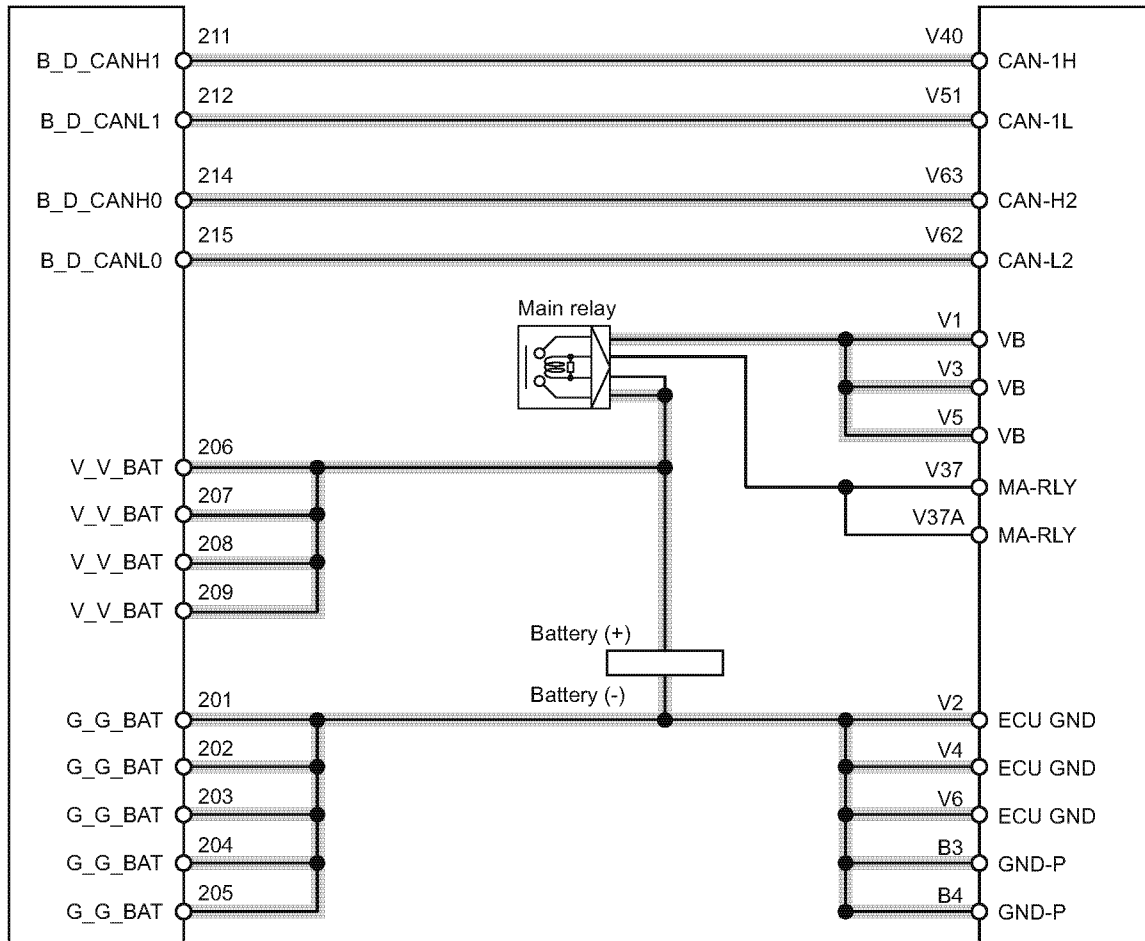 211 V40
B_D_CANH1 CAN-1H
212 V51
B_D_CANL1 CAN-1L
214 V63
B_D_CANH0 CAN-H2
215 V62
B_D_CANL0 CAN-L2
Main relay
V1
VB
V3
VB
V5
VB
206
V_V_BAT
V37
MA-RLY
207
V_V_BAT
V37A
MA-RLY
208
V_V_BAT
209
V_V_BAT
Battery (+)
Battery (-)
201 V2
G_G_BAT ECU GND
202 V4
G_G_BAT ECU GND
203 V6
G_G_BAT ECU GND
204 B3
G_G_BAT GND-P
205 B4
G_G_BAT GND-P